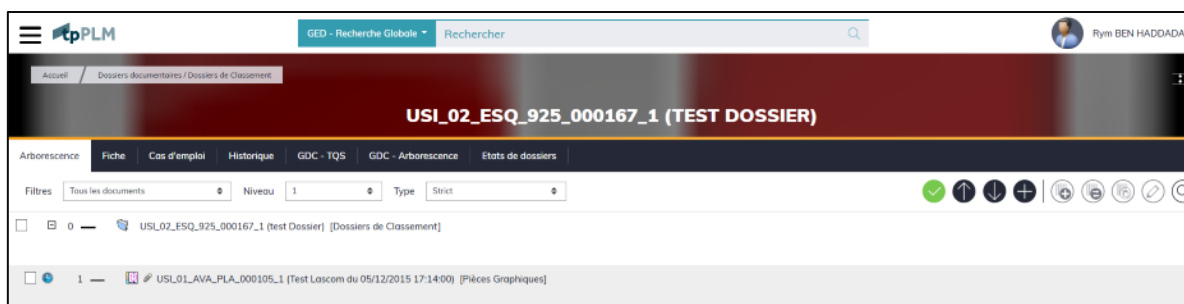 tpPLM GED - Recherche Globale Rechercher Rym BEN HADDADA
Accueil / Dossiers documentaires / Dossiers de Classement
USI_02_ESQ_925_000167_1 (TEST DOSSIER)
Arborescence Fiche Cas d'emploi Historique GDC - TQS GDC - Arborescence Etats de dossiers
Filtres Tous les documents Niveau 1 Type Strict
0 USI_02_ESQ_925_000167_1 (test Dossier) [Dossiers de Classement]
1 USI_01_AVA_PLA_000105_1 (Test Lascom du 05/12/2015 17:14:00) [Pièces Graphiques]